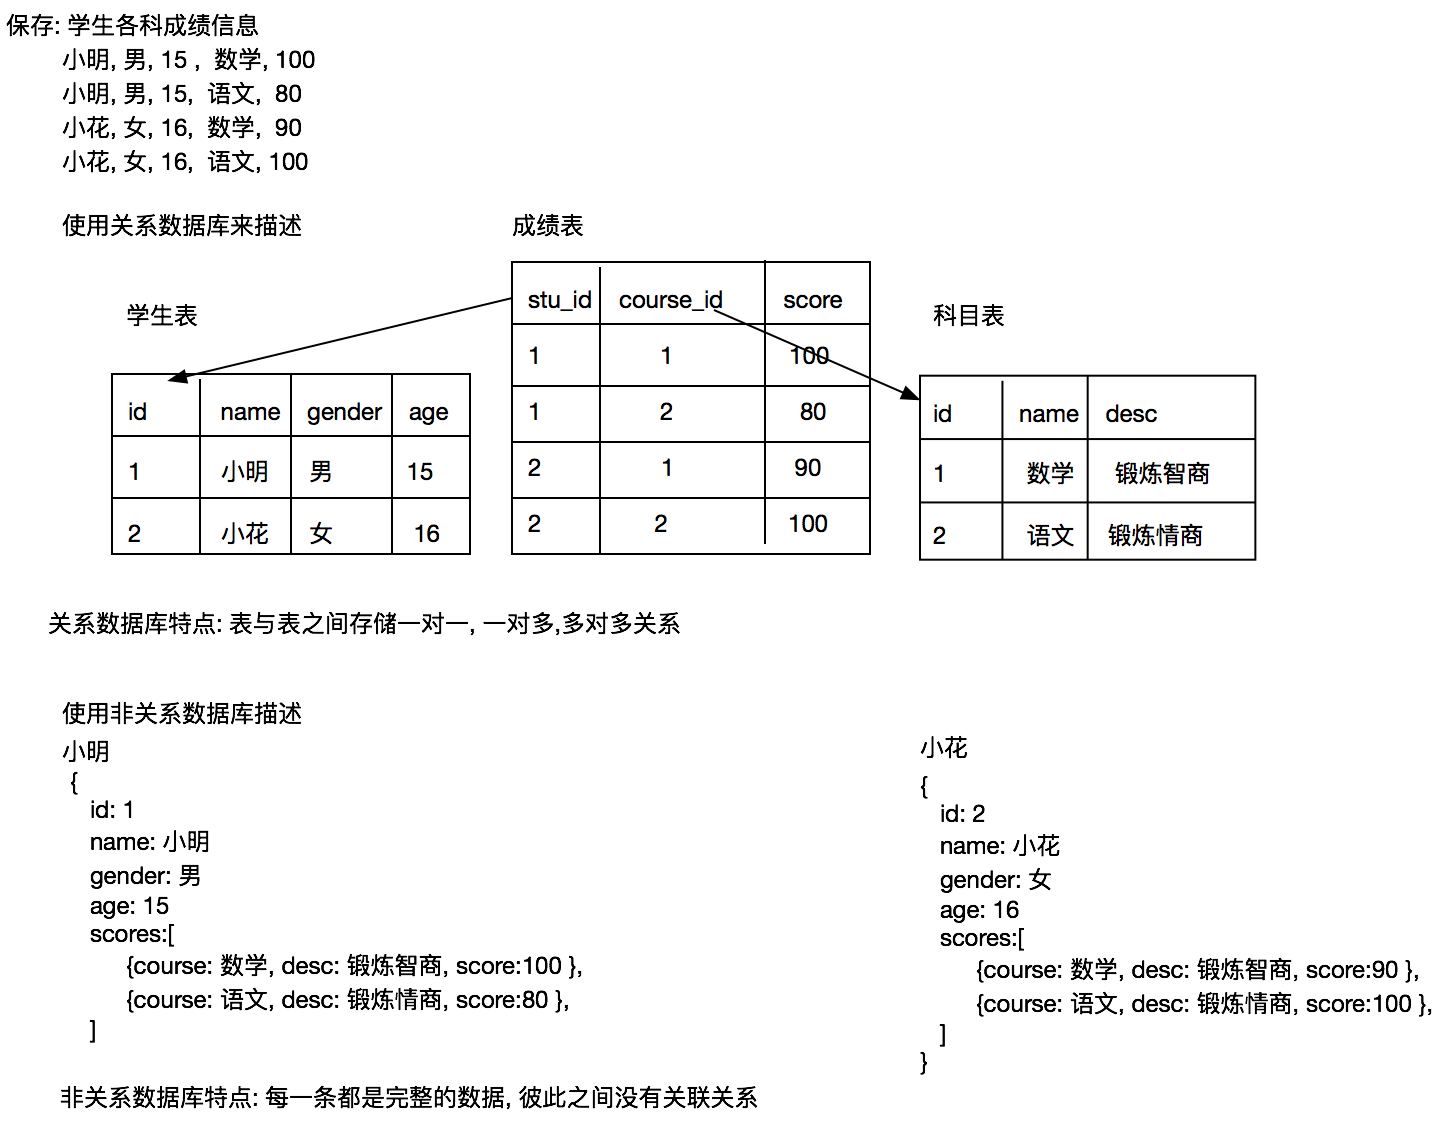 保存: 学生各科成绩信息
小明, 男, 15 , 数学, 100
小明, 男, 15, 语文, 80
小花, 女, 16, 数学, 90
小花, 女, 16, 语文, 100
使用关系数据库来描述
成绩表
stu_id course_id score
1 1 100
1 2 80
2 1 90
2 2 100
学生表
id name gender age
1 小明 男 15
2 小花 女 16
科目表
id name desc
1 数学 锻炼智商
2 语文 锻炼情商
关系数据库特点: 表与表之间存储一对一, 一对多,多对多关系
使用非关系数据库描述
小明
{
id: 1
name: 小明
gender: 男
age: 15
scores:[
{course: 数学, desc: 锻炼智商, score:100 },
{course: 语文, desc: 锻炼情商, score:80 },
]
小花
{
id: 2
name: 小花
gender: 女
age: 16
scores:[
{course: 数学, desc: 锻炼智商, score:90 },
{course: 语文, desc: 锻炼情商, score:100 },
]
}
非关系数据库特点: 每一条都是完整的数据, 彼此之间没有关联关系